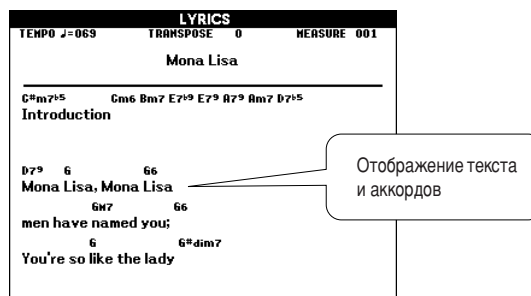 LYRICS
TEMPO ♩=069 TRANSPOSE 0 MEASURE 001
Mona Lisa
C#m7♭5 Cm6 Bm7 E7♭9 E79 A79 Am7 D7♭5
Introduction
D79 G G6
Mona Lisa, Mona Lisa
GM7 G6
men have named you;
G G#dim7
You're so like the lady
Отображение текста
и аккордов